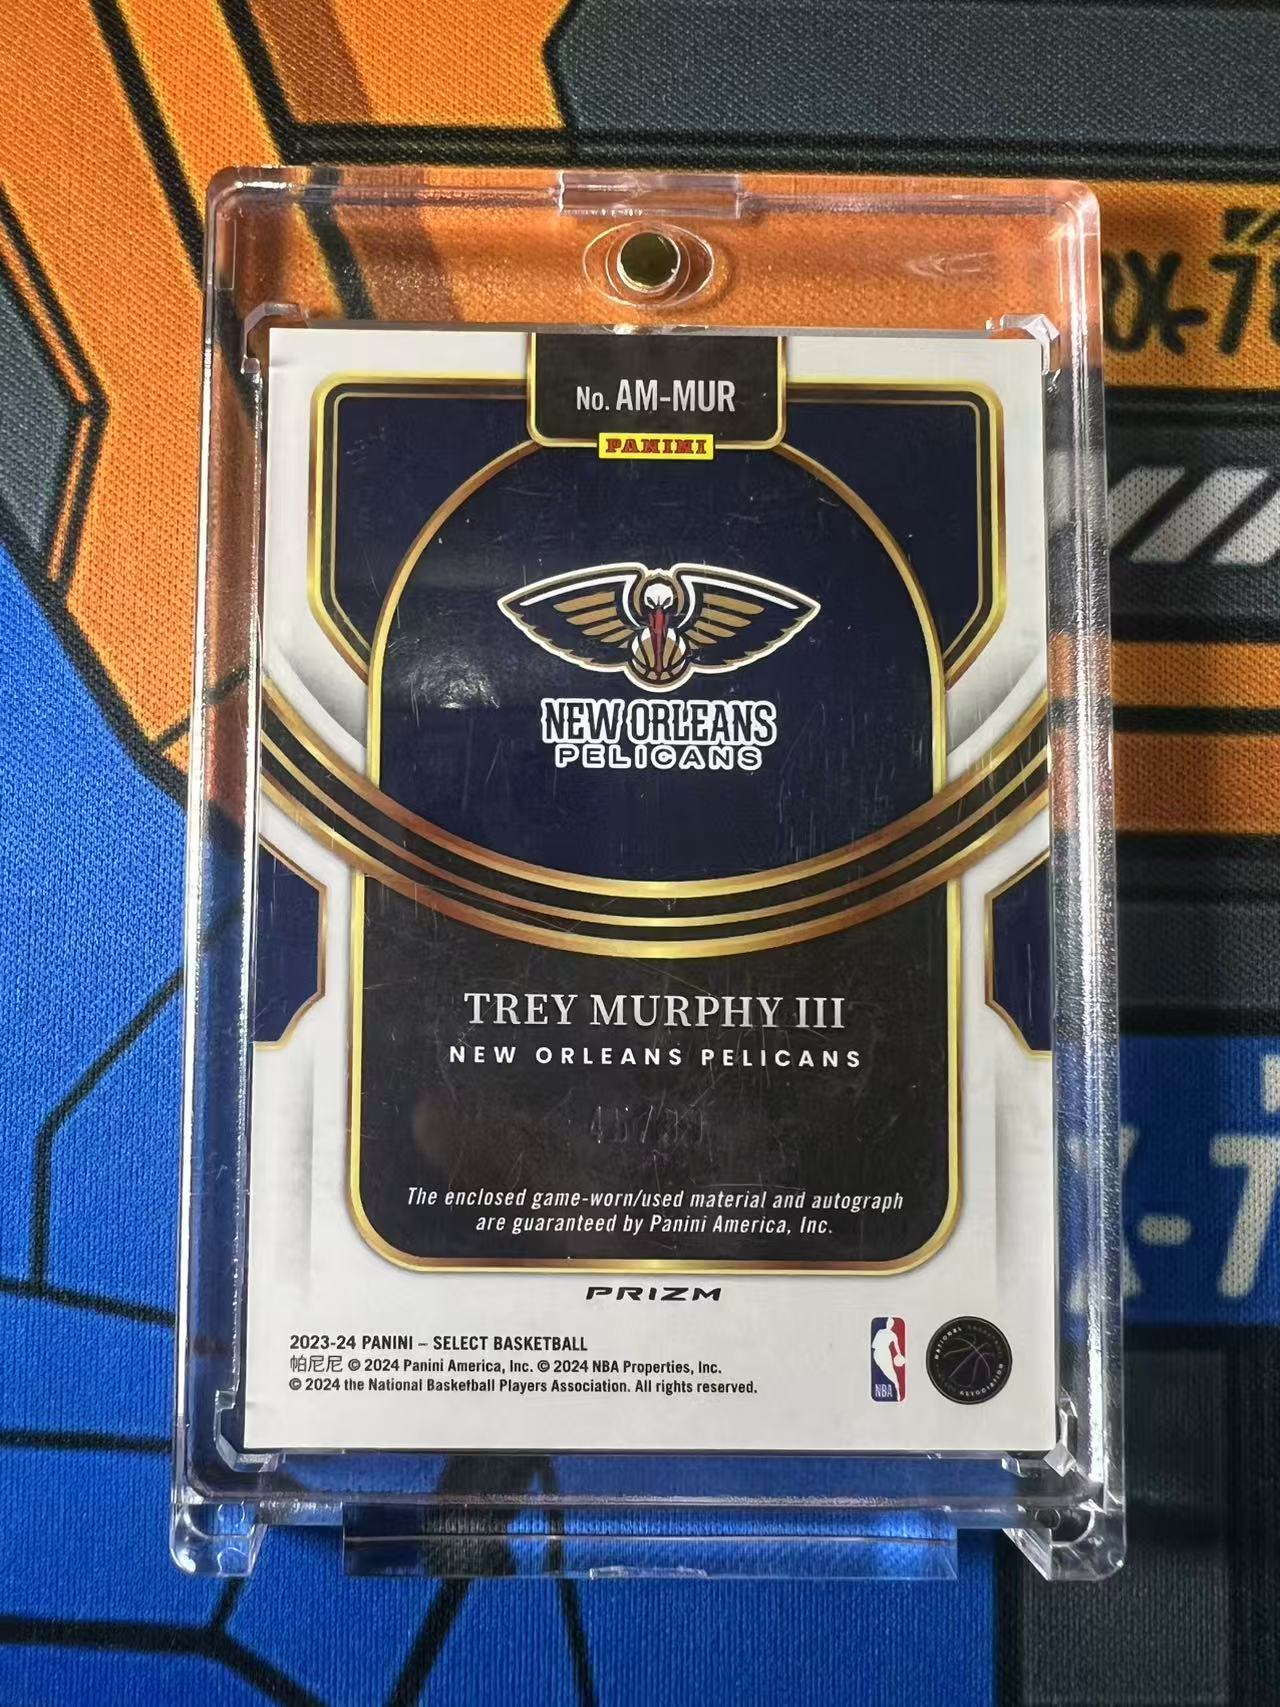 No. AM-MUR
PANINI
NEW ORLEANS
PELICANS
TREY MURPHY III
NEW ORLEANS PELICANS
The enclosed game-worn/used material and autograph
are guaranteed by Panini America, Inc.
PRIZM
2023-24 PANINI – SELECT BASKETBALL
帕尼尼 © 2024 Panini America, Inc. © 2024 NBA Properties, Inc.
© 2024 the National Basketball Players Association. All rights reserved.
NBA